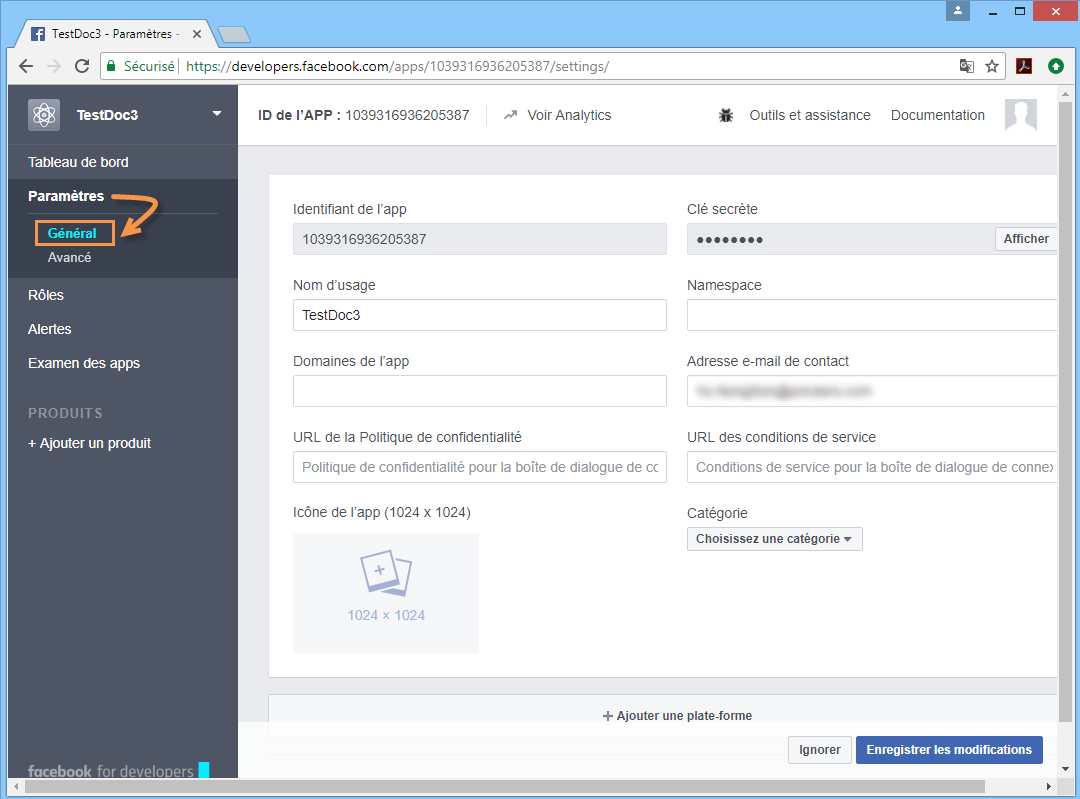 TestDoc3 - Paramètres -
Sécurisé
https://developers.facebook.com/apps/1039316936205387/settings/
TestDoc3
ID de l'APP : 1039316936205387
Voir Analytics
Outils et assistance
Documentation
Tableau de bord
Paramètres
Général
Avancé
Rôles
Alertes
Examen des apps
PRODUITS
+ Ajouter un produit
facebook for developers
Identifiant de l'app
1039316936205387
Clé secrète
Afficher
Nom d'usage
TestDoc3
Namespace
Domaines de l'app
Adresse e-mail de contact
URL de la Politique de confidentialité
Politique de confidentialité pour la boîte de dialogue de co
URL des conditions de service
Conditions de service pour la boîte de dialogue de connex
Icône de l'app (1024 x 1024)
1024 × 1024
Catégorie
Choisissez une catégorie
+ Ajouter une plate-forme
Ignorer
Enregistrer les modifications